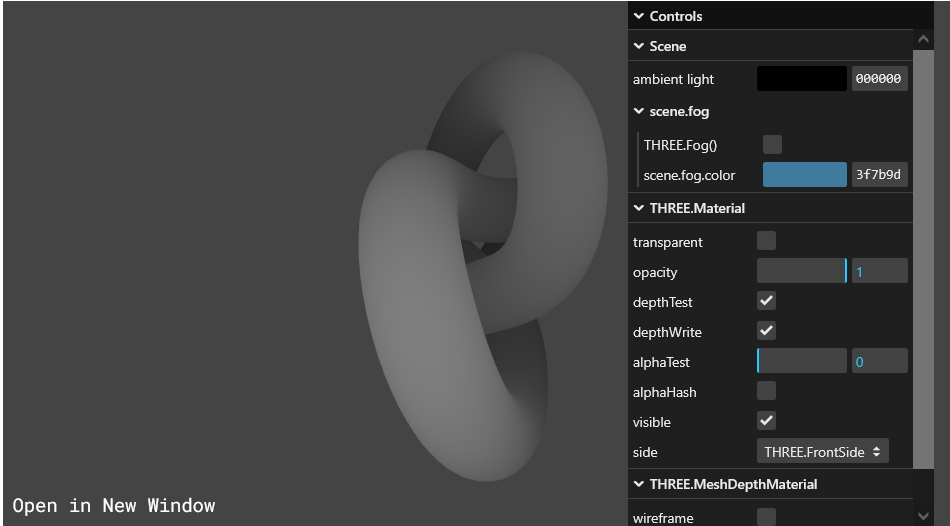 Controls
Scene
ambient light 000000
scene.fog
THREE.Fog()
scene.fog.color 3f7b9d
THREE.Material
transparent
opacity 1
depthTest
depthWrite
alphaTest 0
alphaHash
visible
side THREE.FrontSide
THREE.MeshDepthMaterial
wireframe
Open in New Window